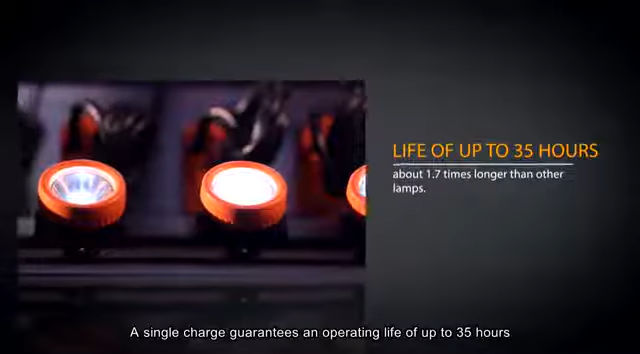 LIFE OF UP TO 35 HOURS
about 1.7 times longer than other
lamps.
A single charge guarantees an operating life of up to 35 hours